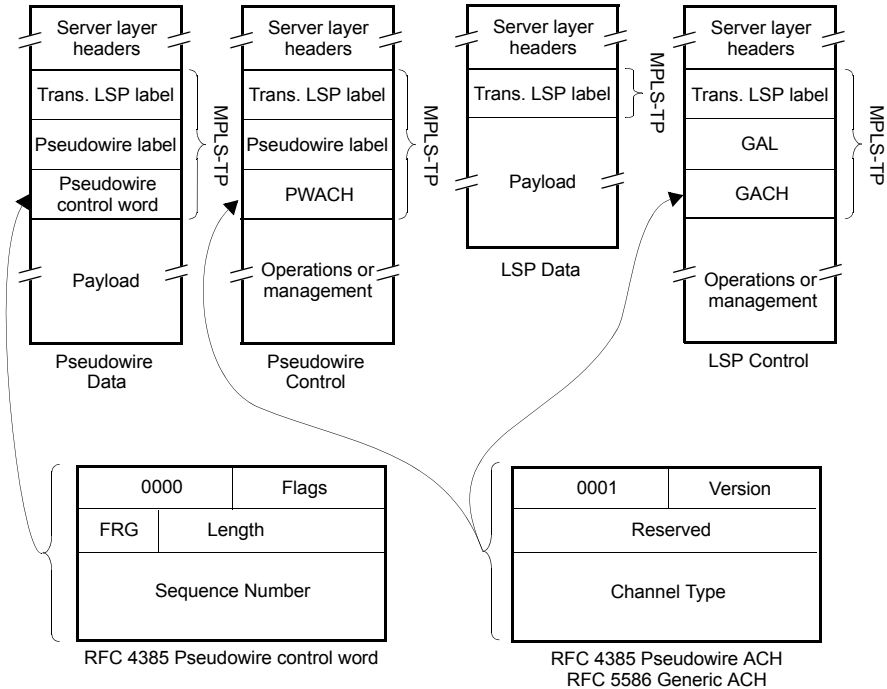 Server layer
headers
Trans. LSP label
Pseudowire label
Pseudowire
control word
Payload
MPLS-TP
Pseudowire
Data
Server layer
headers
Trans. LSP label
Pseudowire label
PWACH
Operations or
management
MPLS-TP
Pseudowire
Control
Server layer
headers
Trans. LSP label
Payload
MPLS-TP
LSP Data
Server layer
headers
Trans. LSP label
GAL
GACH
Operations or
management
MPLS-TP
LSP Control
0000
Flags
FRG
Length
Sequence Number
RFC 4385 Pseudowire control word
0001
Version
Reserved
Channel Type
RFC 4385 Pseudowire ACH
RFC 5586 Generic ACH